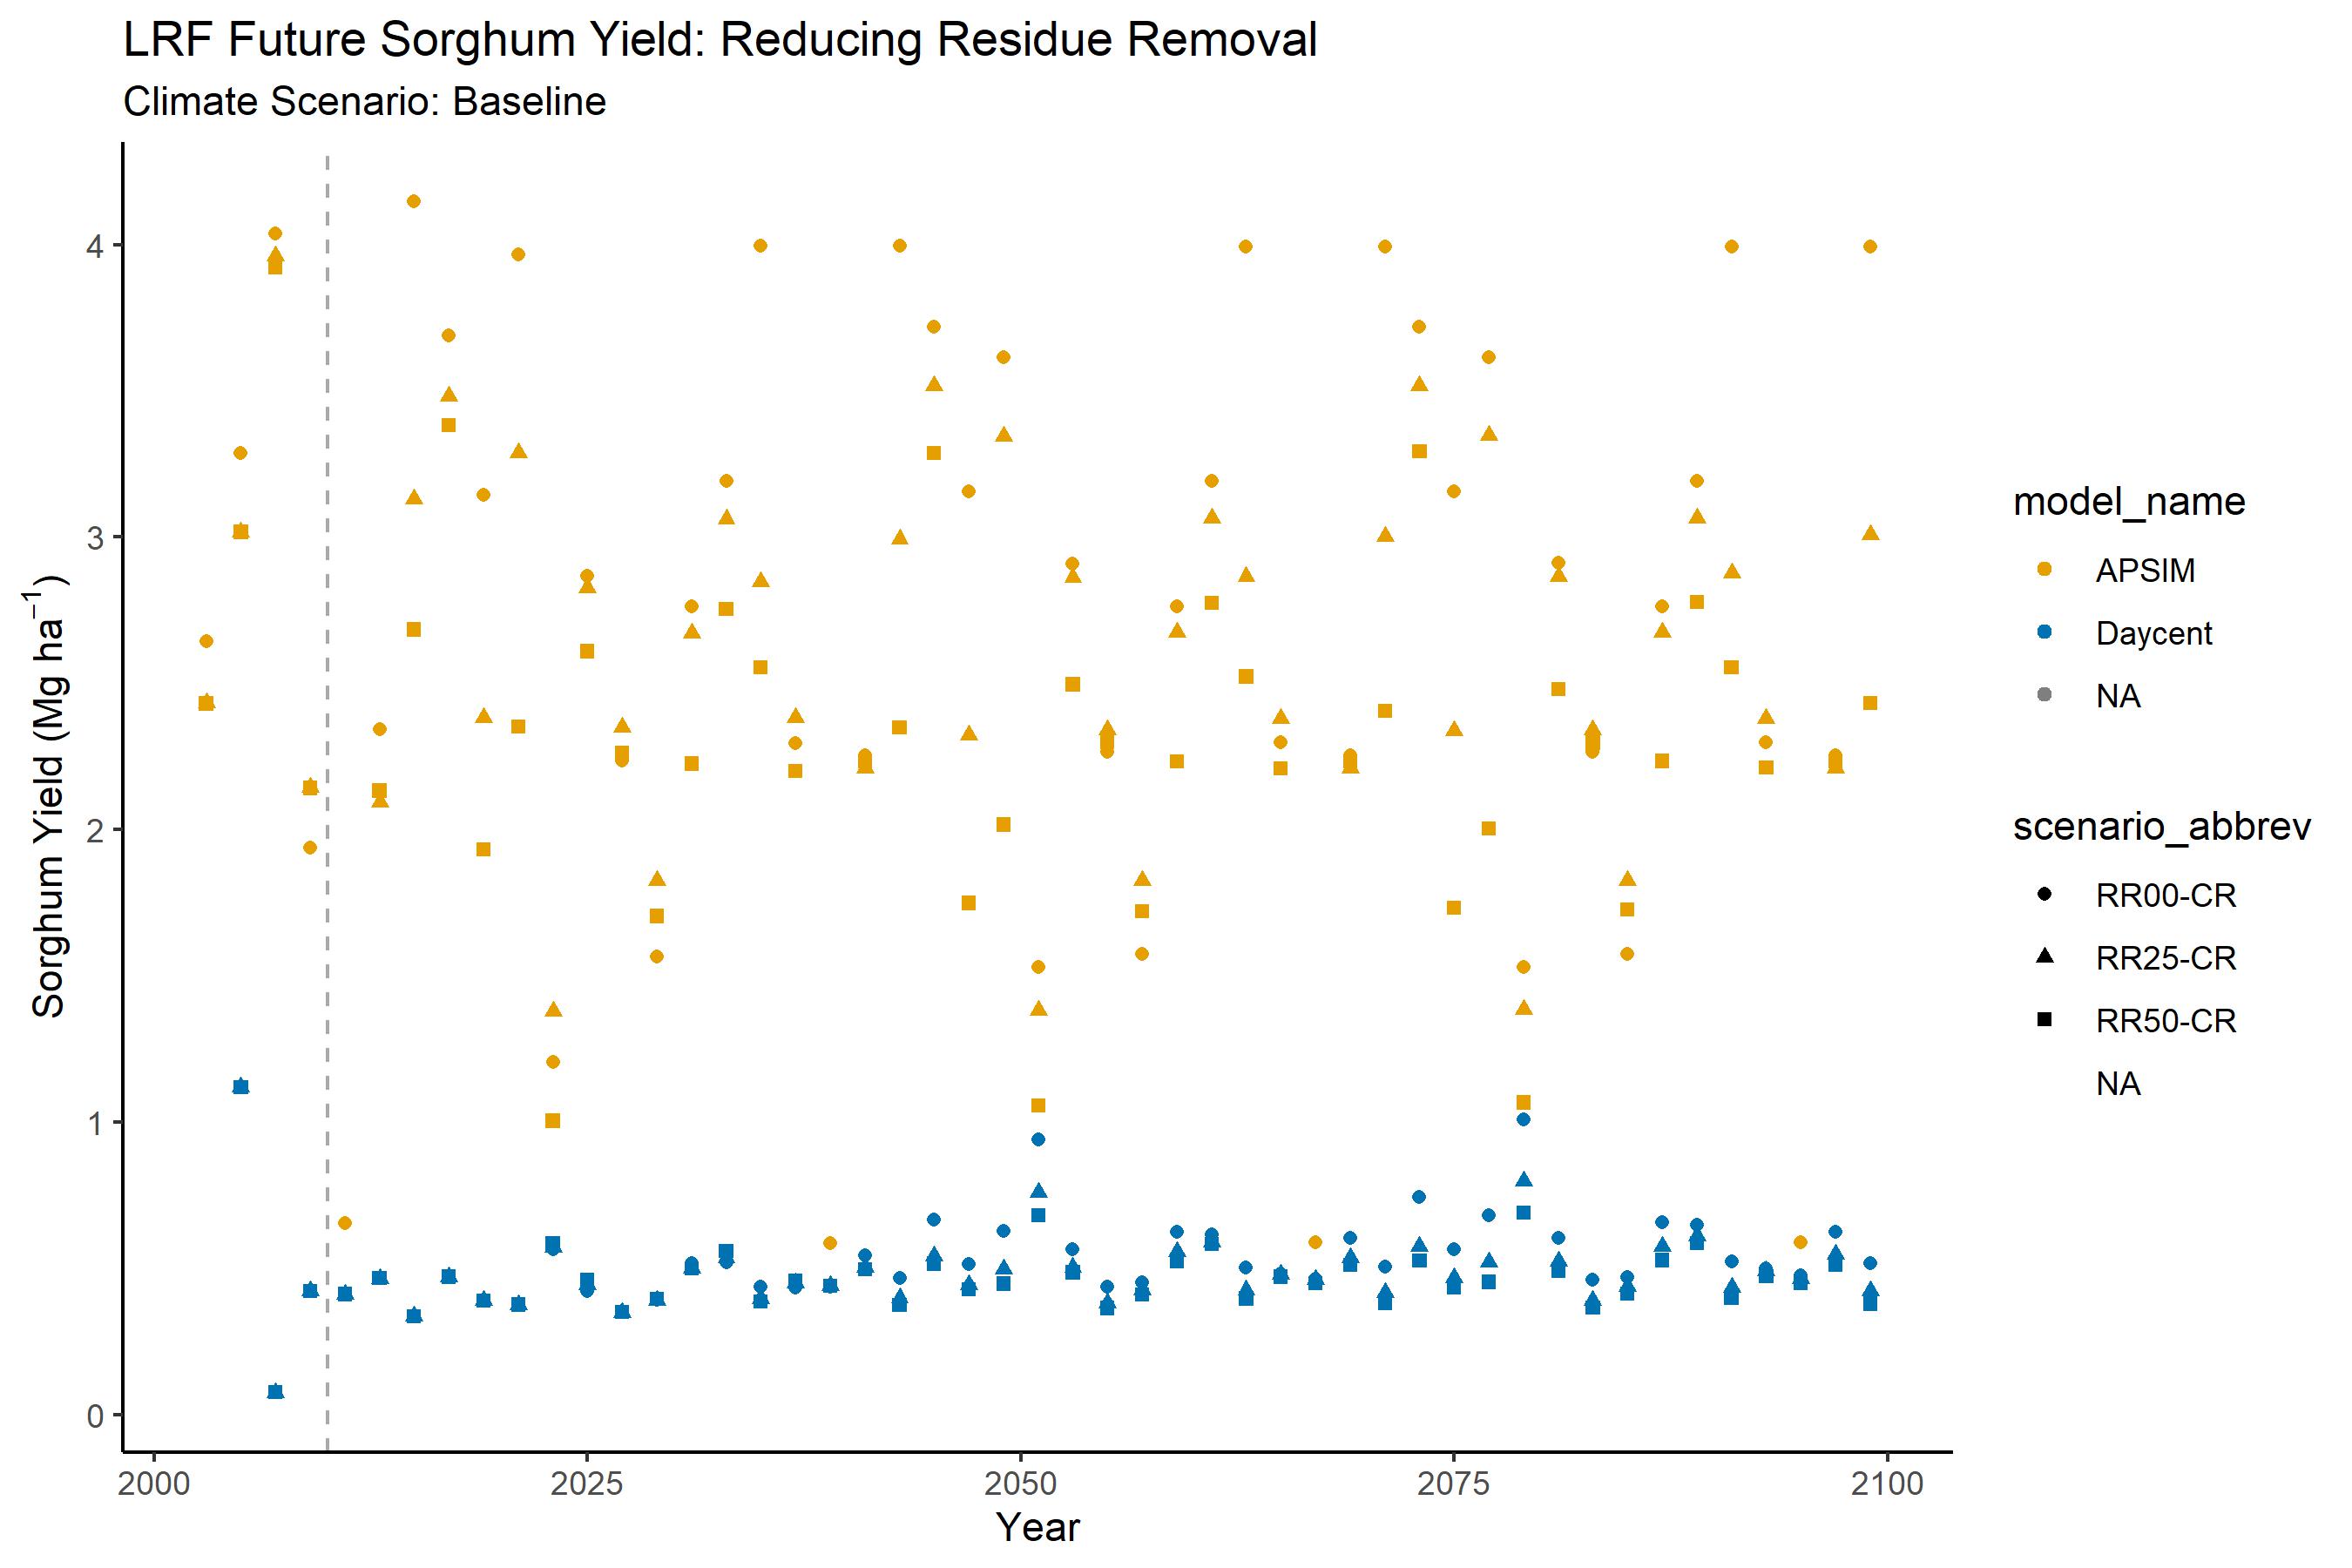 LRF Future Sorghum Yield: Reducing Residue Removal
Climate Scenario: Baseline
Sorghum Yield (Mg ha⁻¹)
4
3
2
1
0
2000
2025
2050
2075
2100
Year
model_name
APSIM
Daycent
NA
scenario_abbrev
RR00-CR
RR25-CR
RR50-CR
NA